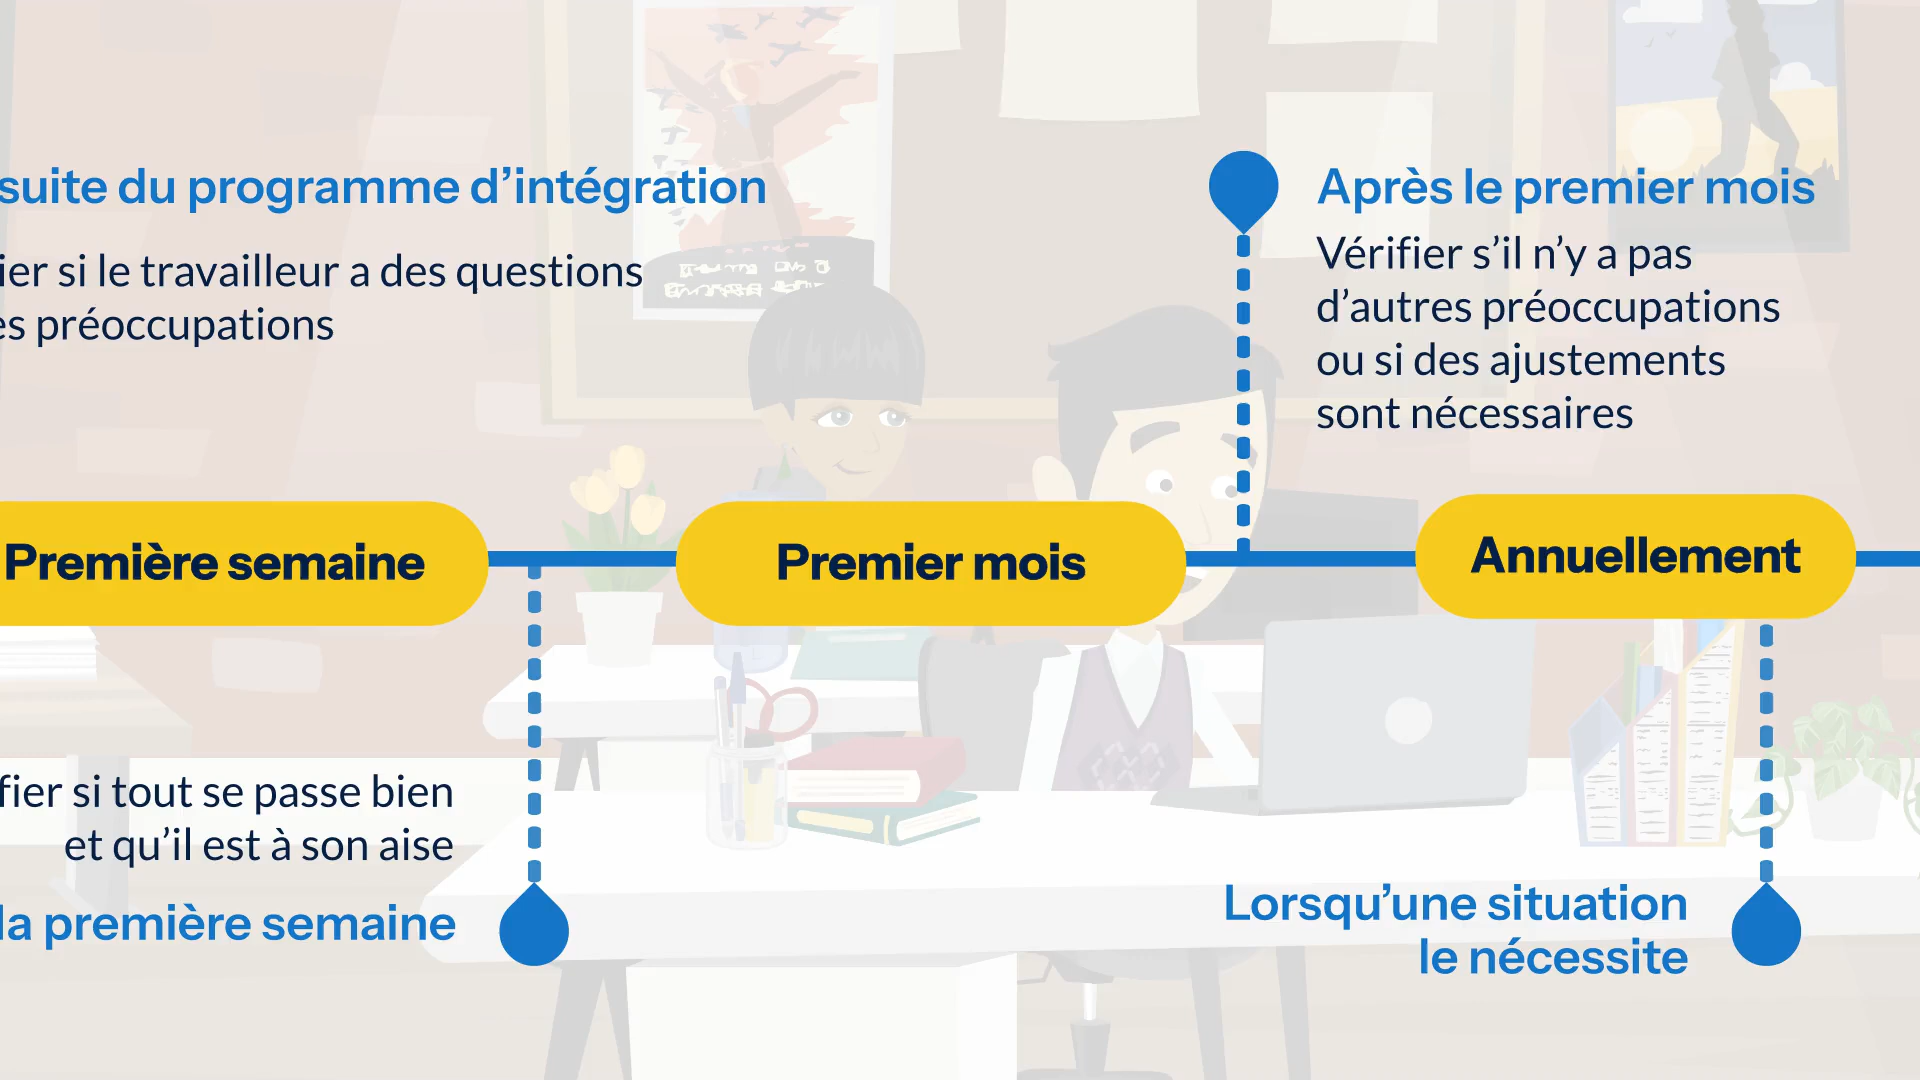 suite du programme d’intégration
ier si le travailleur a des questions
es préoccupations
Après le premier mois
Vérifier s’il n’y a pas
d’autres préoccupations
ou si des ajustements
sont nécessaires
Première semaine
Premier mois
Annuellement
fier si tout se passe bien
et qu’il est à son aise
la première semaine
Lorsqu’une situation
le nécessite